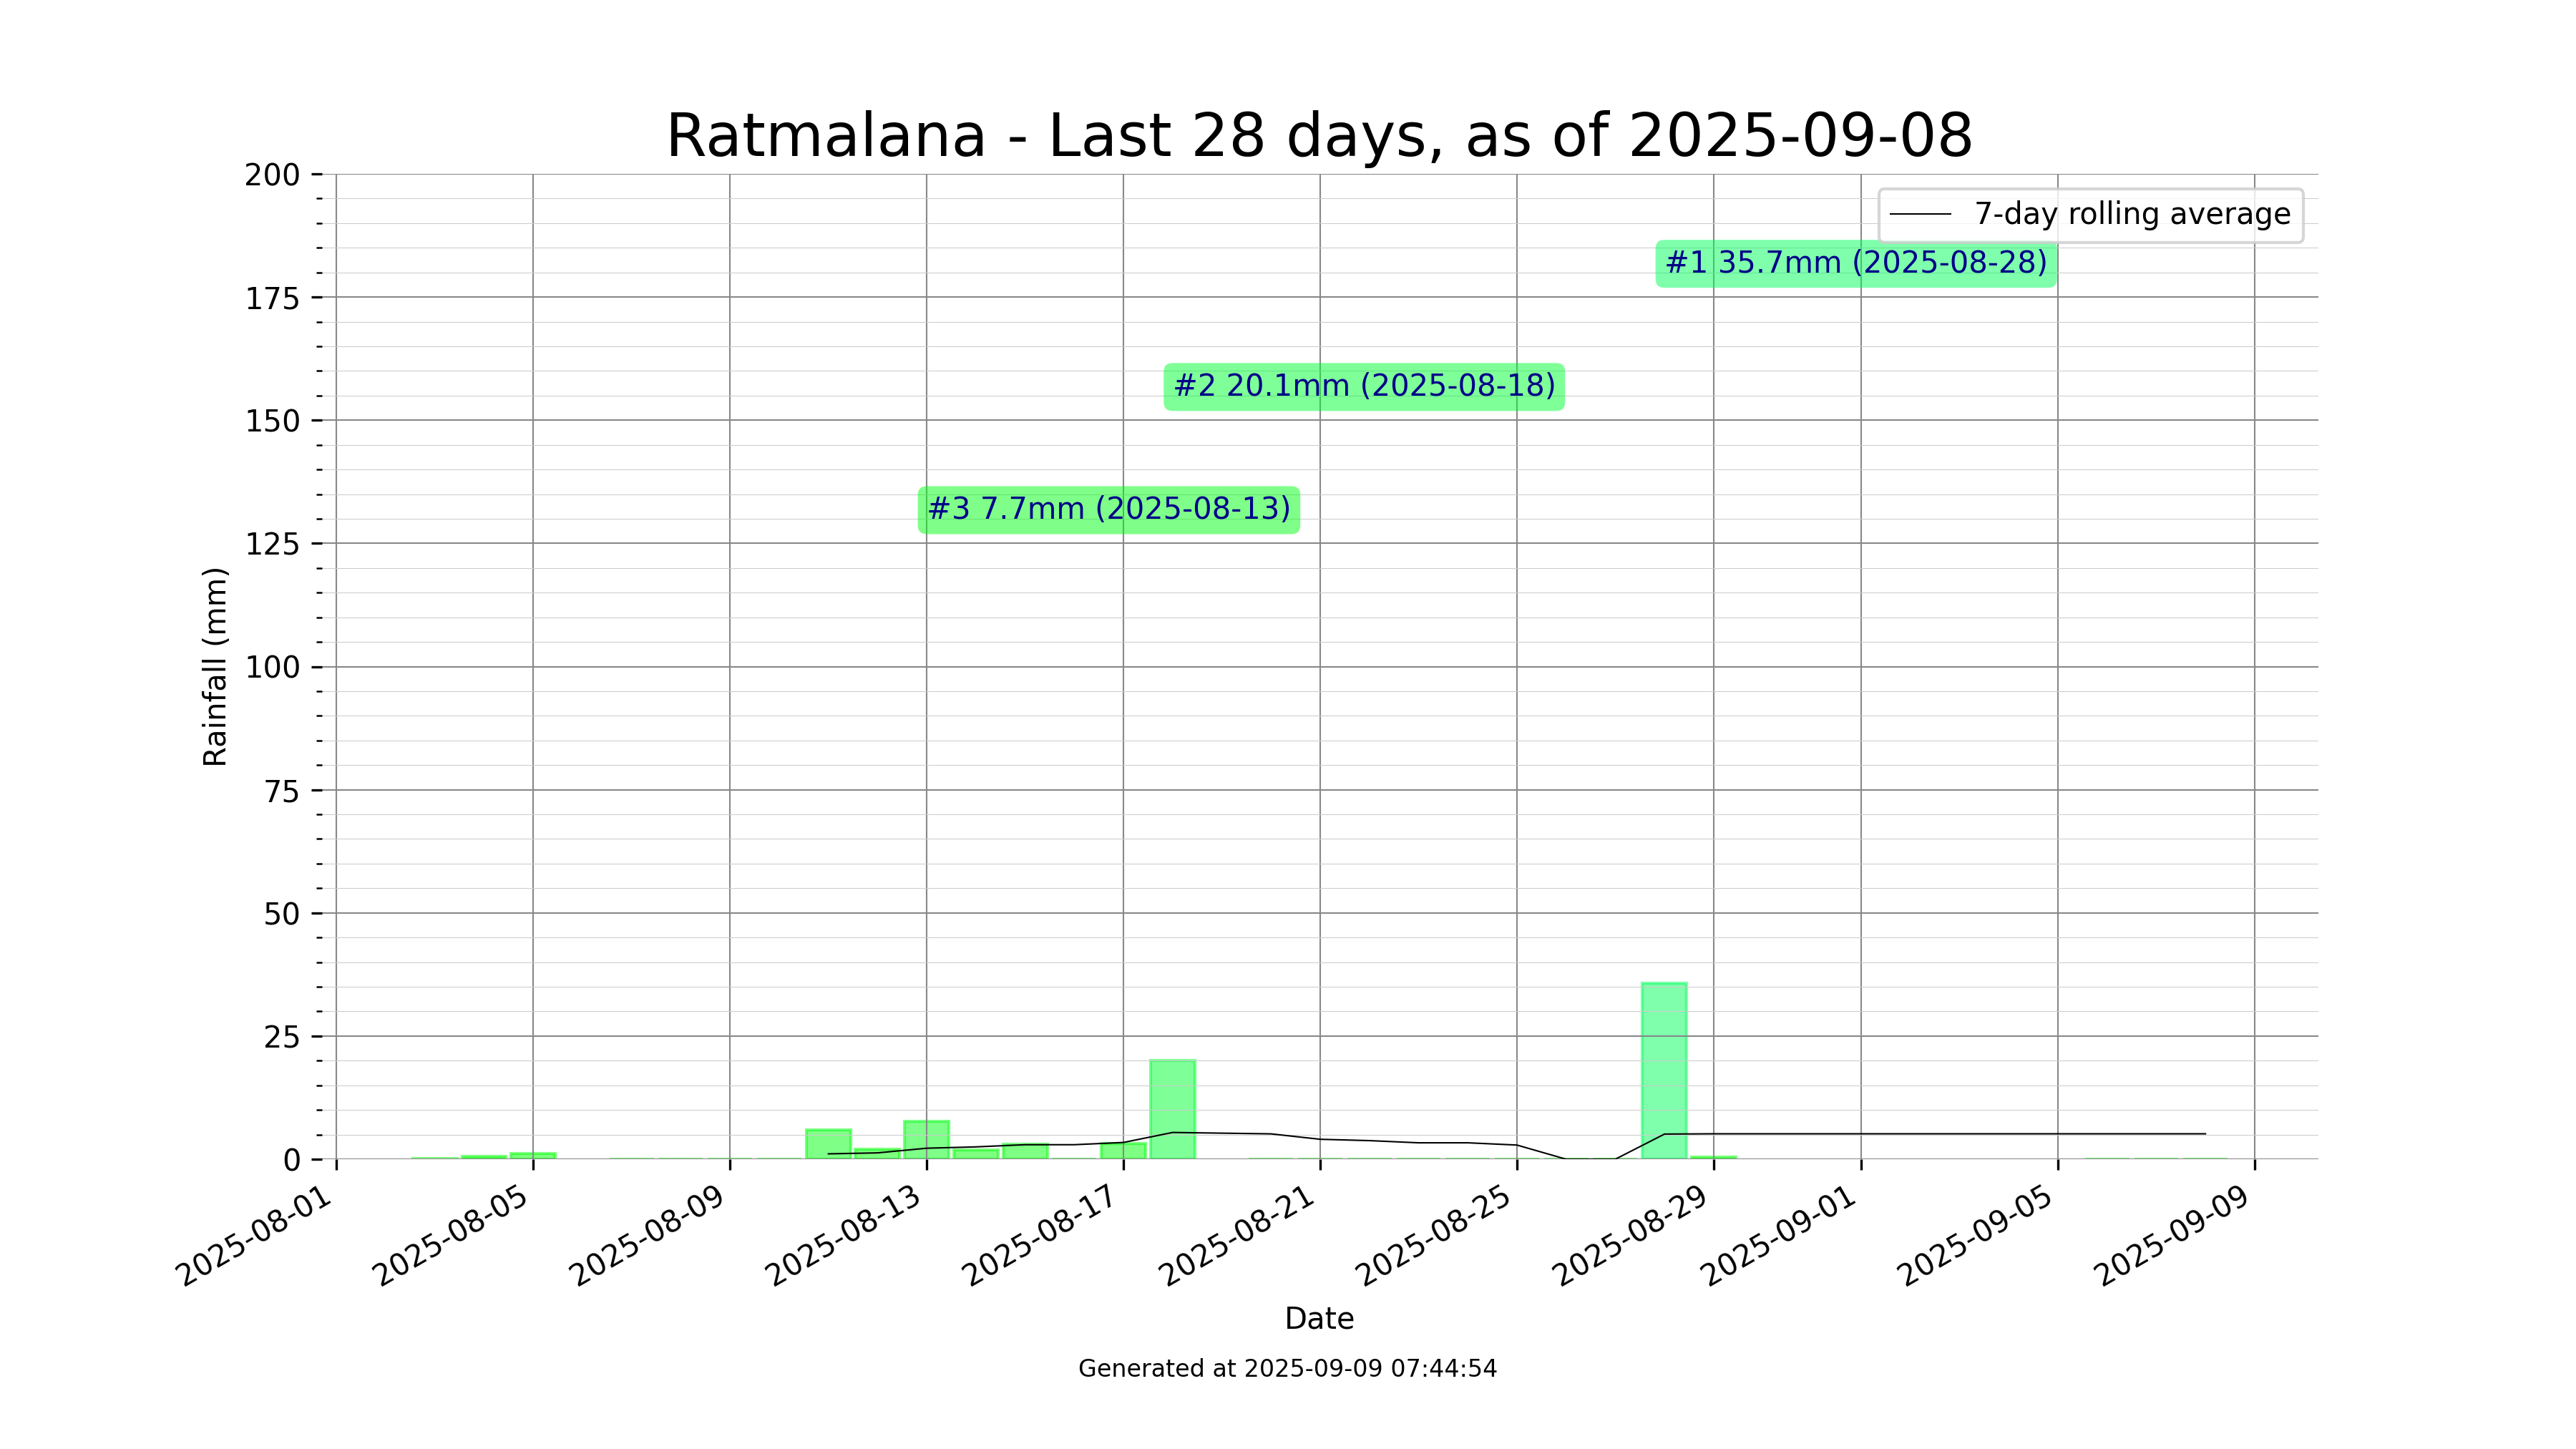 Ratmalana - Last 28 days, as of 2025-09-08
7-day rolling average
#1 35.7mm (2025-08-28)
#2 20.1mm (2025-08-18)
#3 7.7mm (2025-08-13)
Rainfall (mm)
200
175
150
125
100
75
50
25
0
2025-08-01
2025-08-05
2025-08-09
2025-08-13
2025-08-17
2025-08-21
2025-08-25
2025-08-29
2025-09-01
2025-09-05
2025-09-09
Date
Generated at 2025-09-09 07:44:54